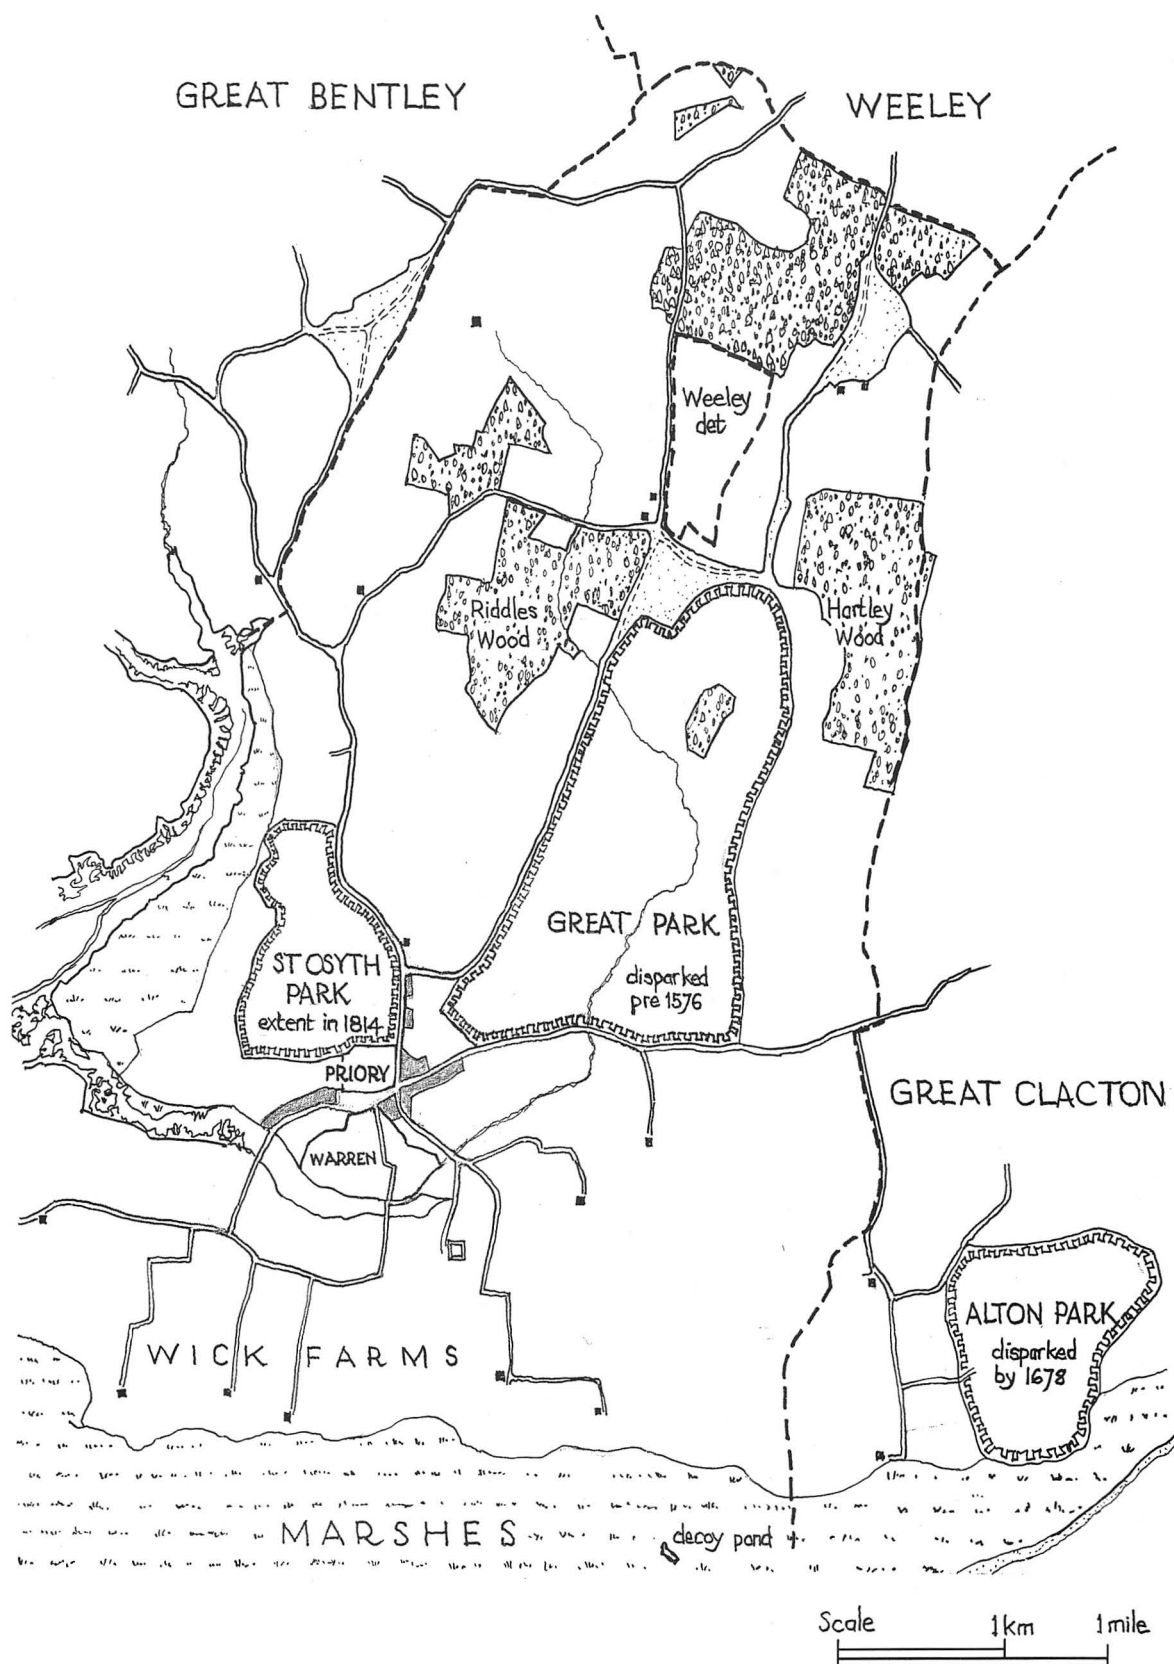 GREAT BENTLEY
WEELEY
Weeley
det
Riddles
Wood
Hartley
Wood
GREAT PARK
disparked
pre 1576
ST OSYTH
PARK
extent in 1814
PRIORY
GREAT CLACTON
WARREN
ALTON PARK
disparked
by 1678
WICK FARMS
MARSHES
decoy pond
Scale 1km 1mile